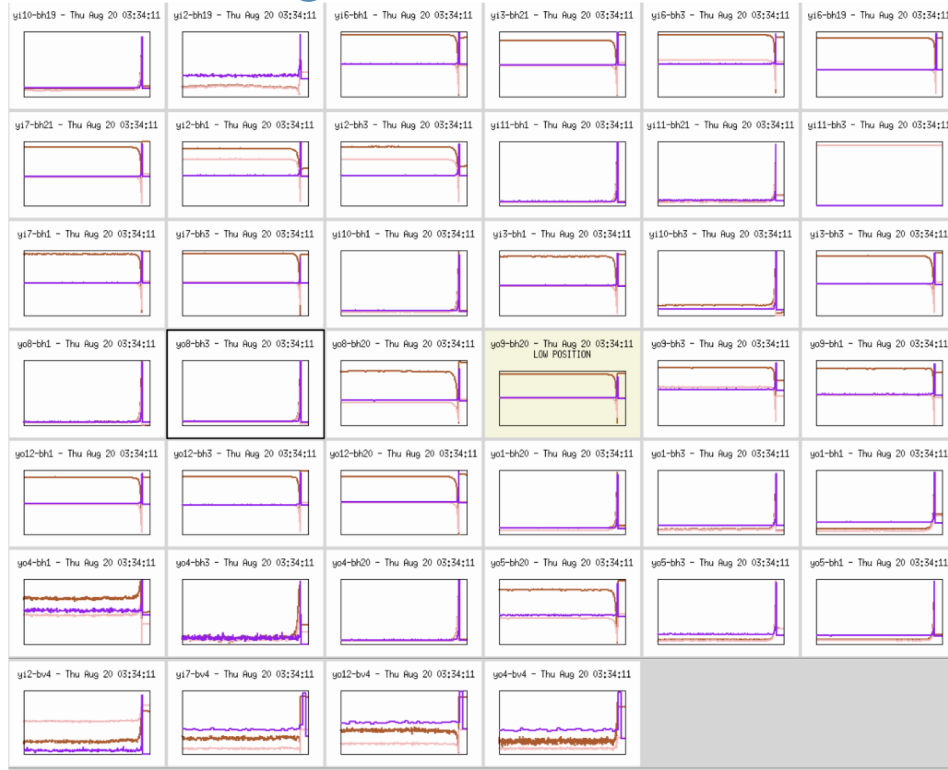 yi10-bh19 - Thu Aug 20 03:34:11
yi2-bh19 - Thu Aug 20 03:34:11
yi6-bh1 - Thu Aug 20 03:34:11
yi3-bh21 - Thu Aug 20 03:34:11
yi6-bh3 - Thu Aug 20 03:34:11
yi6-bh19 - Thu Aug 20 03:34:11
yi7-bh21 - Thu Aug 20 03:34:11
yi2-bh1 - Thu Aug 20 03:34:11
yi2-bh3 - Thu Aug 20 03:34:11
yi11-bh1 - Thu Aug 20 03:34:11
yi11-bh21 - Thu Aug 20 03:34:11
yi11-bh3 - Thu Aug 20 03:34:11
yi7-bh1 - Thu Aug 20 03:34:11
yi7-bh3 - Thu Aug 20 03:34:11
yi10-bh1 - Thu Aug 20 03:34:11
yi3-bh1 - Thu Aug 20 03:34:11
yi10-bh3 - Thu Aug 20 03:34:11
yi3-bh3 - Thu Aug 20 03:34:11
yo8-bh1 - Thu Aug 20 03:34:11
yo8-bh3 - Thu Aug 20 03:34:11
yo8-bh20 - Thu Aug 20 03:34:11
yo9-bh20 - Thu Aug 20 03:34:11
LOW POSITION
yo9-bh3 - Thu Aug 20 03:34:11
yo9-bh1 - Thu Aug 20 03:34:11
yo12-bh1 - Thu Aug 20 03:34:11
yo12-bh3 - Thu Aug 20 03:34:11
yo12-bh20 - Thu Aug 20 03:34:11
yo1-bh20 - Thu Aug 20 03:34:11
yo1-bh3 - Thu Aug 20 03:34:11
yo1-bh1 - Thu Aug 20 03:34:11
yo4-bh1 - Thu Aug 20 03:34:11
yo4-bh3 - Thu Aug 20 03:34:11
yo4-bh20 - Thu Aug 20 03:34:11
yo5-bh20 - Thu Aug 20 03:34:11
yo5-bh3 - Thu Aug 20 03:34:11
yo5-bh1 - Thu Aug 20 03:34:11
yi2-bv4 - Thu Aug 20 03:34:11
yi7-bv4 - Thu Aug 20 03:34:11
yo12-bv4 - Thu Aug 20 03:34:11
yo4-bv4 - Thu Aug 20 03:34:11